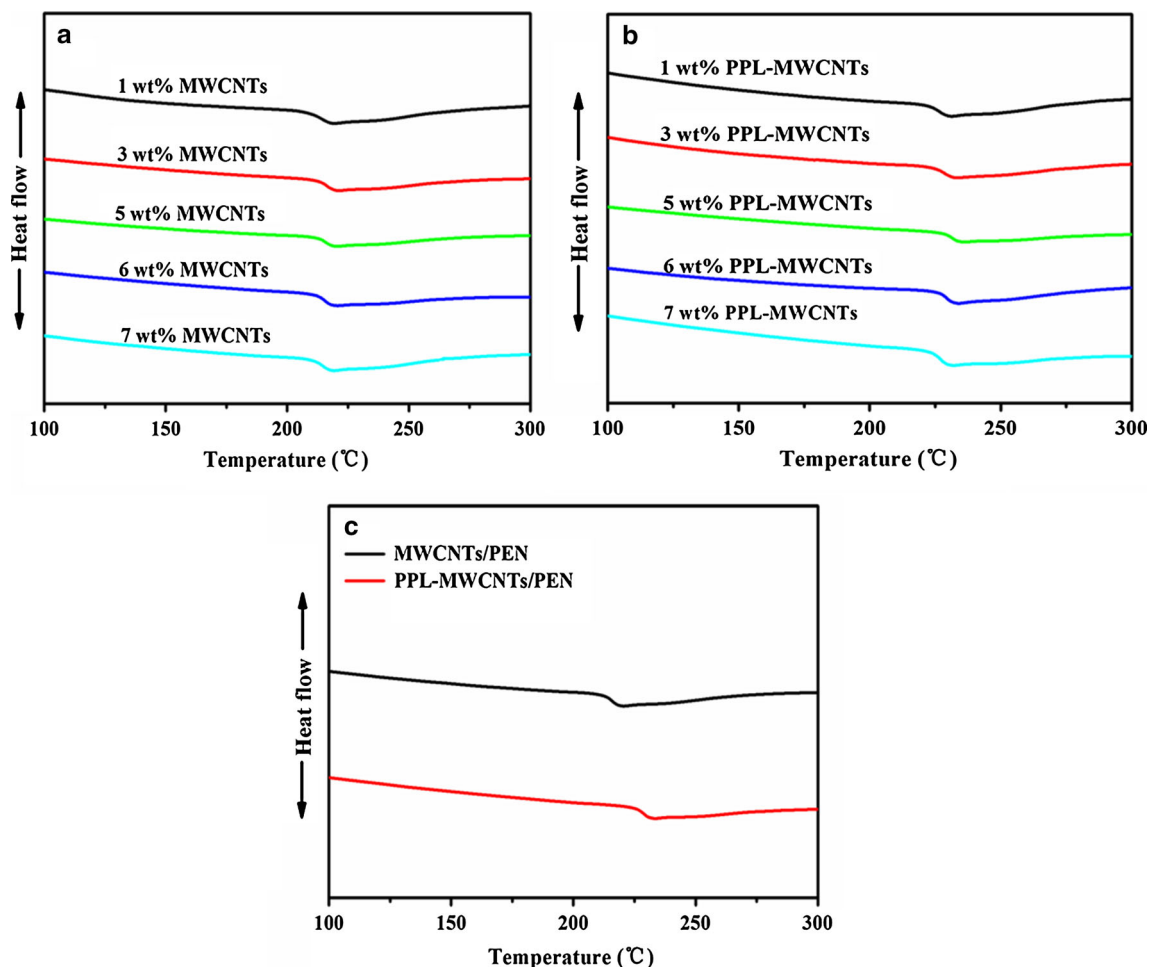 a
1 wt% MWCNTs
3 wt% MWCNTs
5 wt% MWCNTs
6 wt% MWCNTs
7 wt% MWCNTs
Heat flow
100 150 200 250 300
Temperature (℃)
b
1 wt% PPL-MWCNTs
3 wt% PPL-MWCNTs
5 wt% PPL-MWCNTs
6 wt% PPL-MWCNTs
7 wt% PPL-MWCNTs
Heat flow
100 150 200 250 300
Temperature (℃)
c
MWCNTs/PEN
PPL-MWCNTs/PEN
Heat flow
100 150 200 250 300
Temperature (℃)